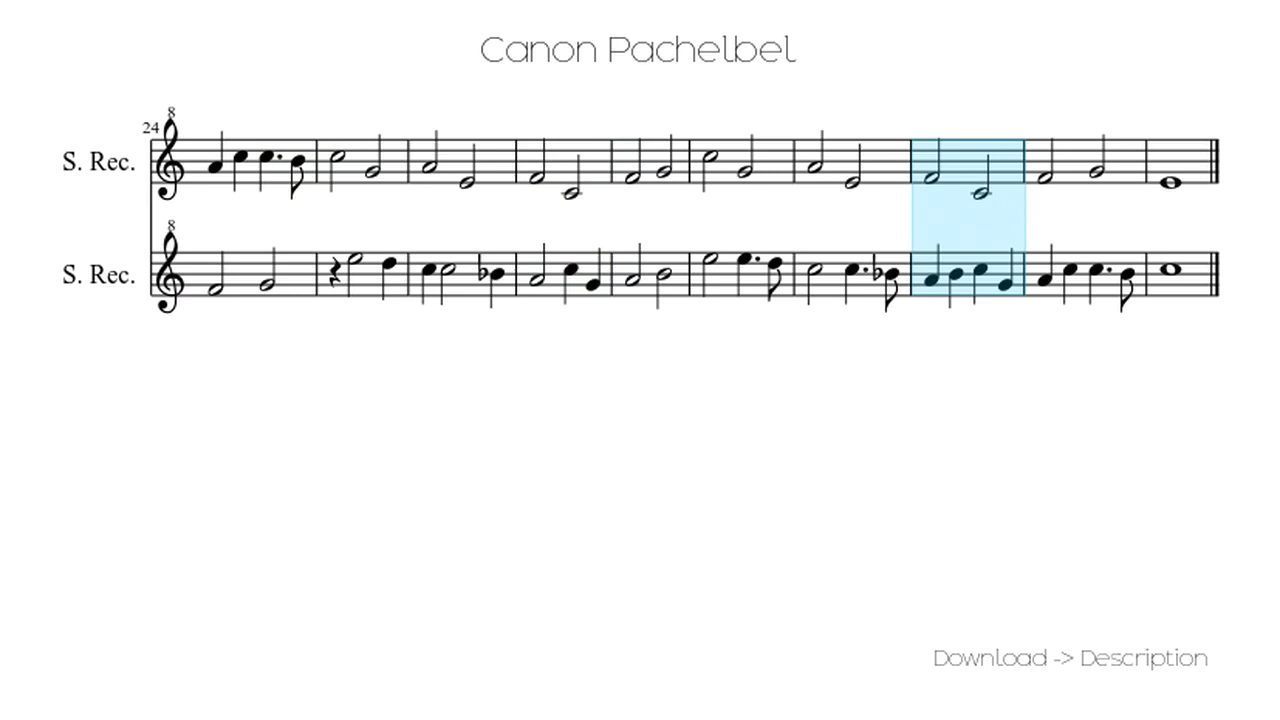 Canon Pachelbel
8
24
S. Rec.
8
S. Rec.
Download -> Description